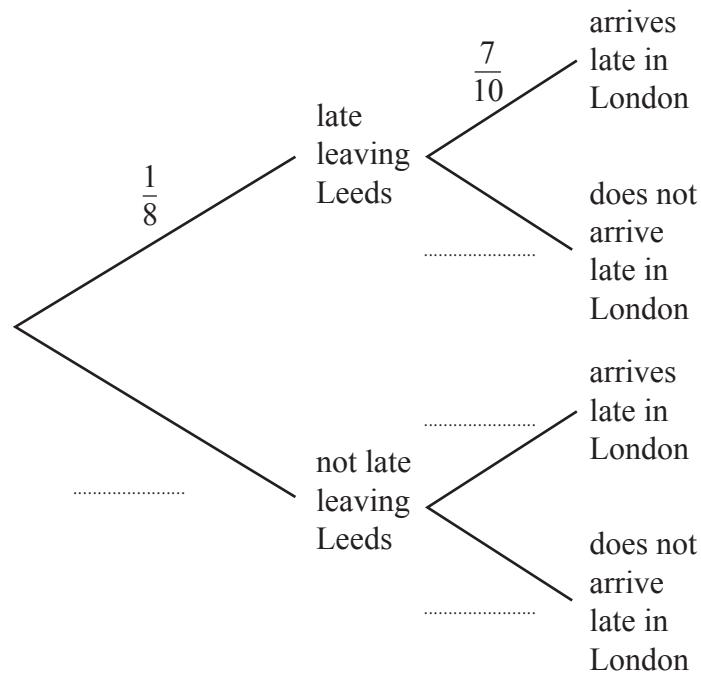 arrives
late in
London
7
10
late
leaving
Leeds
1
8
does not
arrive
late in
London
arrives
late in
London
not late
leaving
Leeds
does not
arrive
late in
London